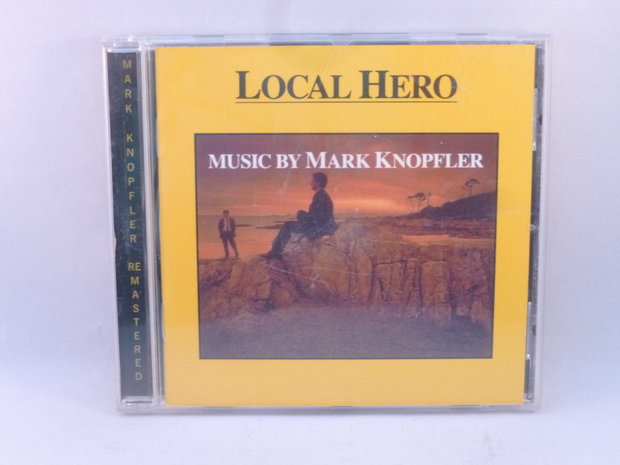 LOCAL HERO
MUSIC BY MARK KNOPFLER
MARK KNOPFLER REMASTERED